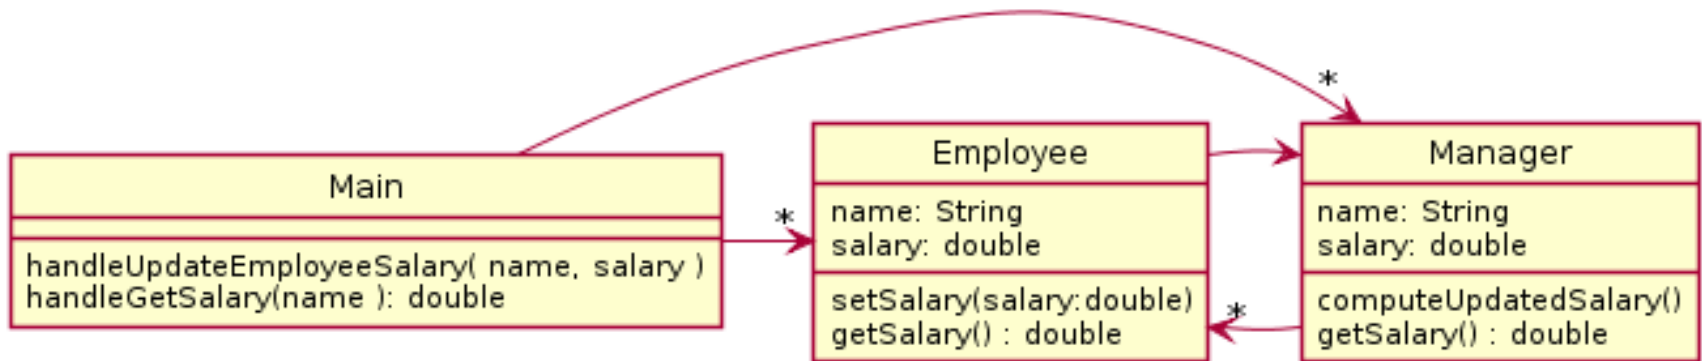 *
Main
handleUpdateEmployeeSalary( name, salary )
handleGetSalary(name ): double
*
Employee
name: String
salary: double
setSalary(salary:double)
getSalary() : double
*
Manager
name: String
salary: double
computeUpdatedSalary()
getSalary() : double